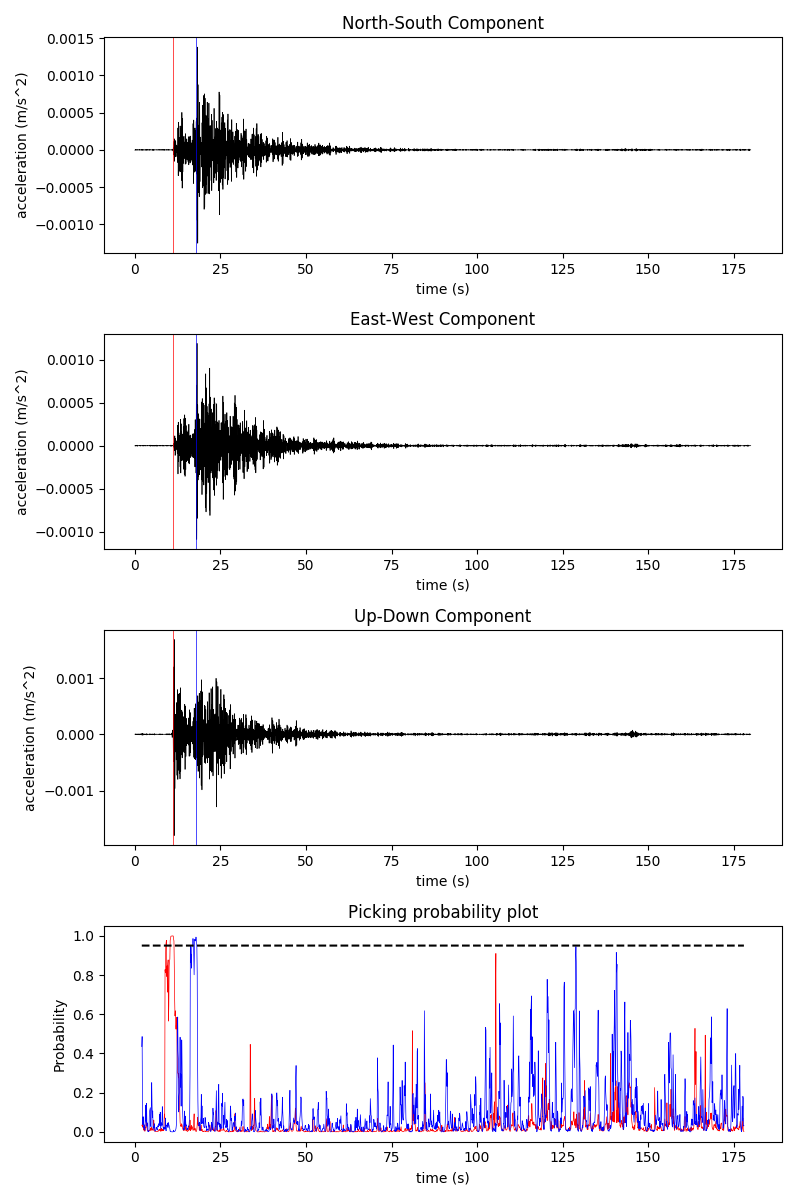 North-South Component
0.0015
0.0010
0.0005
0.0000
−0.0005
−0.0010
acceleration (m/s^2)
0 25 50 75 100 125 150 175
time (s)
East-West Component
0.0010
0.0005
0.0000
−0.0005
−0.0010
acceleration (m/s^2)
0 25 50 75 100 125 150 175
time (s)
Up-Down Component
0.001
0.000
−0.001
acceleration (m/s^2)
0 25 50 75 100 125 150 175
time (s)
Picking probability plot
1.0
0.8
0.6
0.4
0.2
0.0
Probability
0 25 50 75 100 125 150 175
time (s)